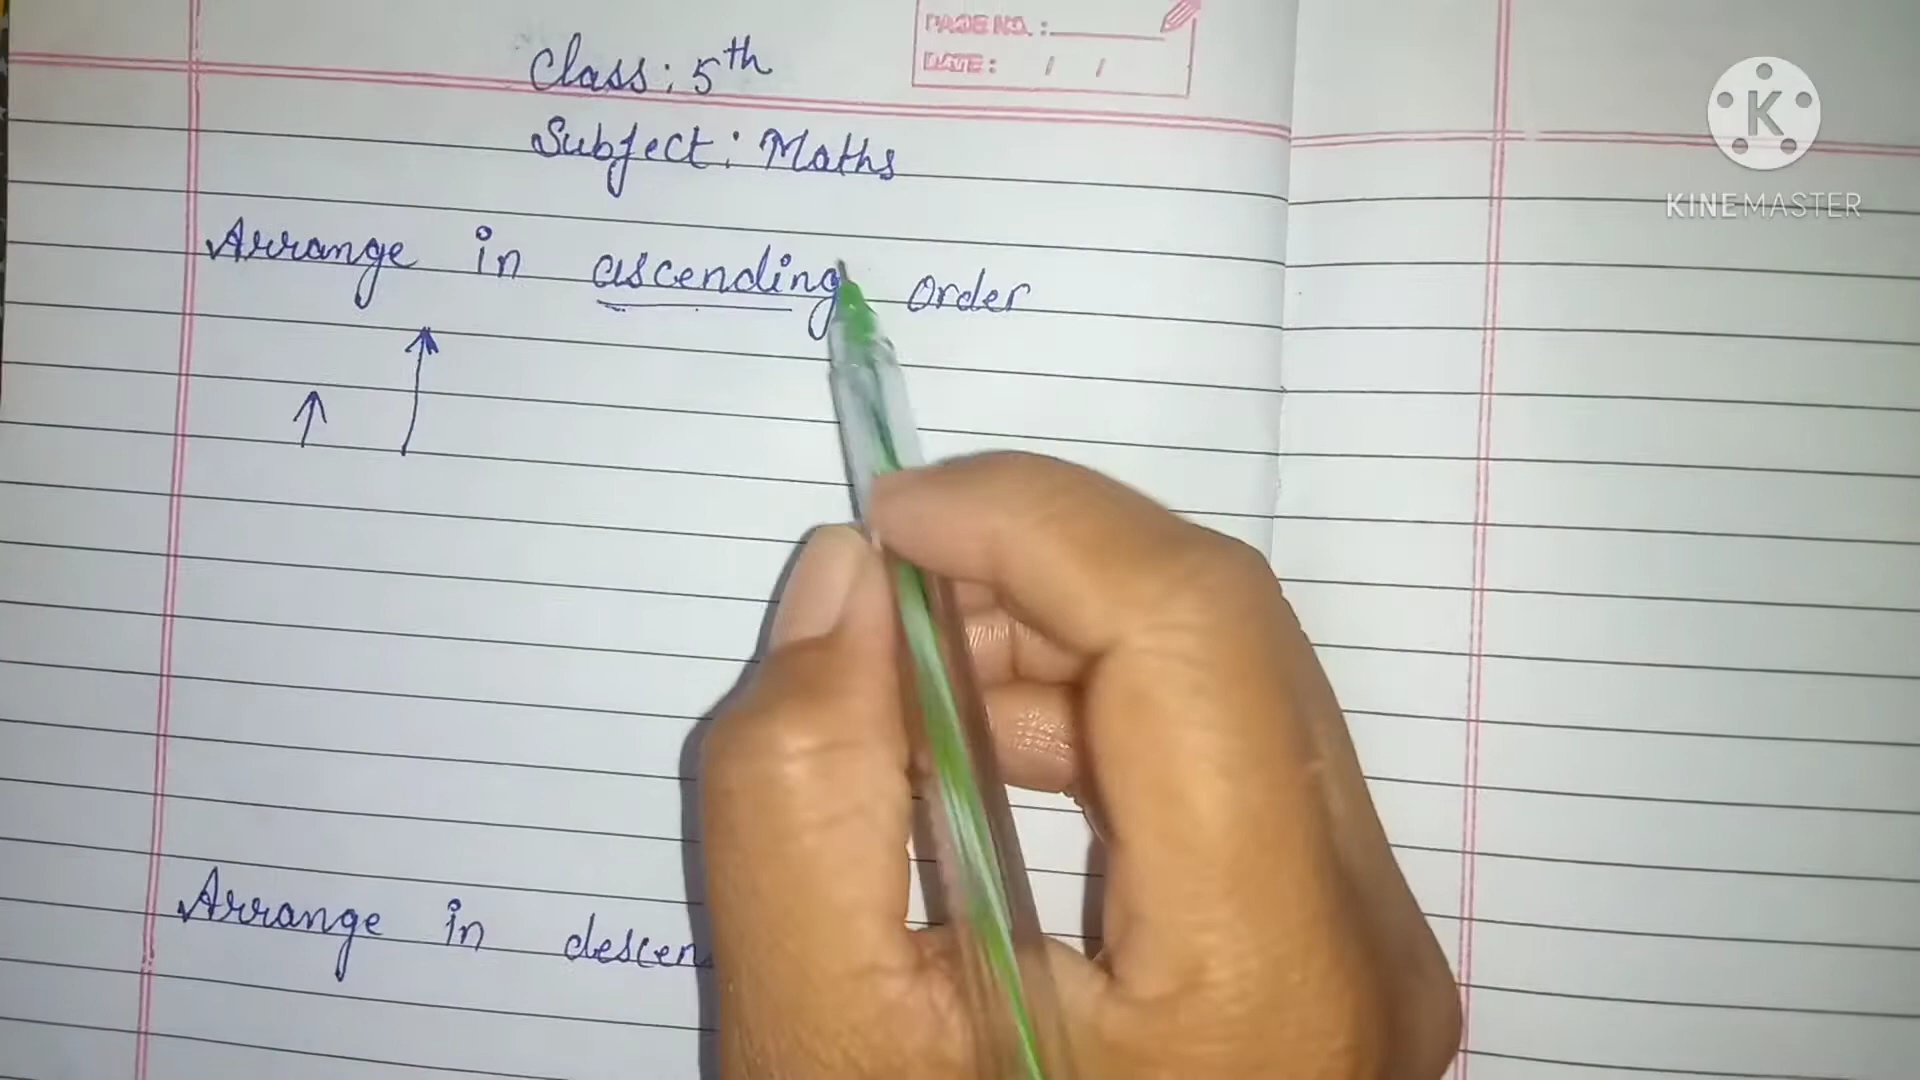 PAGE NO. :
DATE : / /
Class : 5th
Subject : Maths
K
KINEMASTER
Arrange in ascending order
Arrange in descen